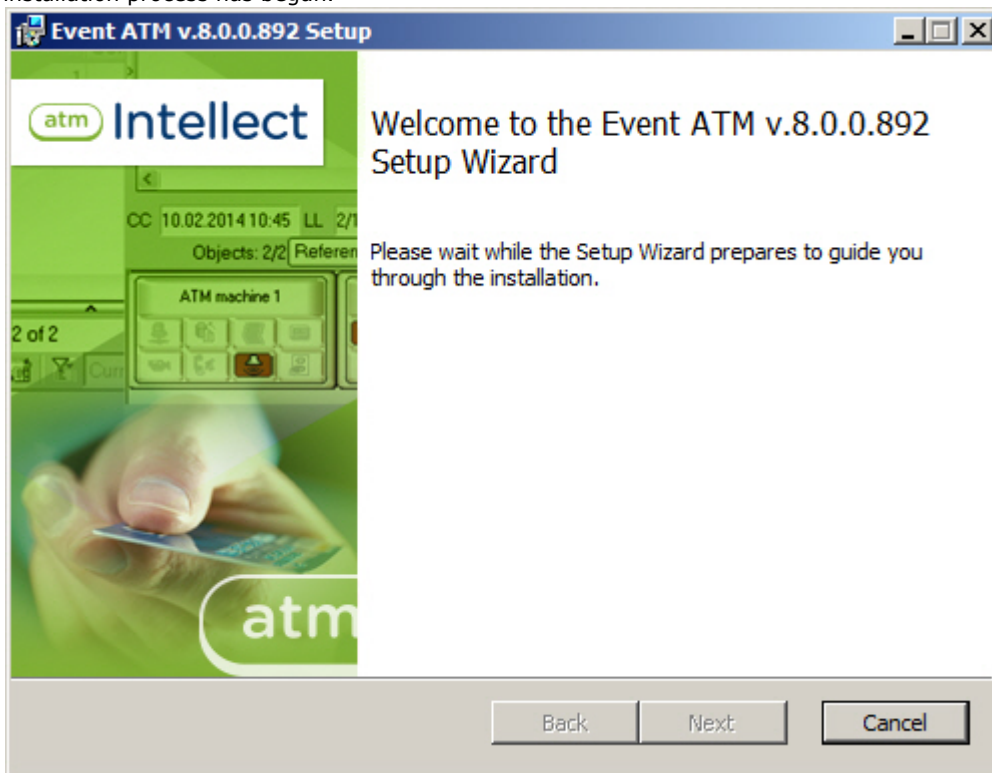 installation process has begun.
Event ATM v.8.0.0.892 Setup
atm Intellect
Welcome to the Event ATM v.8.0.0.892
Setup Wizard
CC 10.02.2014 10:45 LL
Objects: 2/2
Please wait while the Setup Wizard prepares to guide you
through the installation.
ATM machine 1
2 of 2
atm
Back Next Cancel